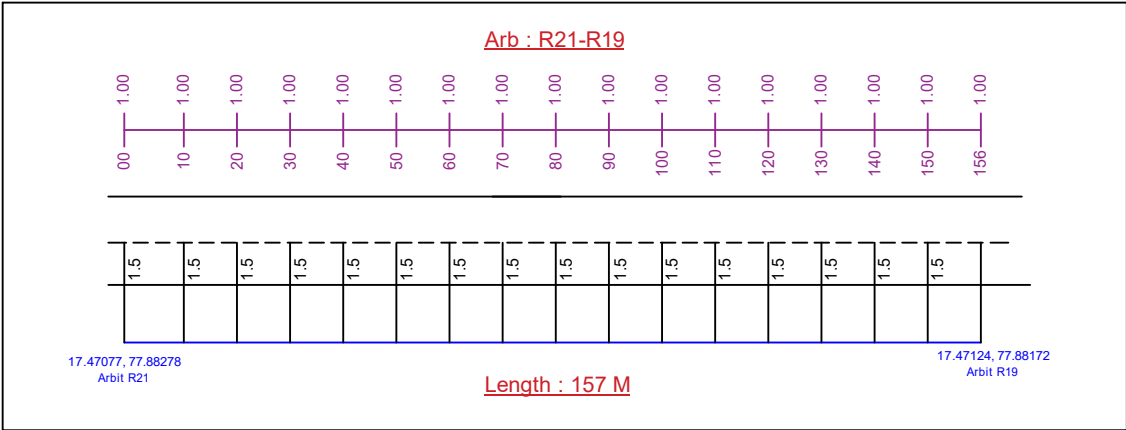 Arb : R21-R19
1.00 1.00 1.00 1.00 1.00 1.00 1.00 1.00 1.00 1.00 1.00 1.00 1.00 1.00 1.00 1.00 1.00
00 10 20 30 40 50 60 70 80 90 100 110 120 130 140 150 156
1.5 1.5 1.5 1.5 1.5 1.5 1.5 1.5 1.5 1.5 1.5 1.5 1.5 1.5 1.5 1.5
17.47077, 77.88278
Arbit R21
17.47124, 77.88172
Arbit R19
Length : 157 M